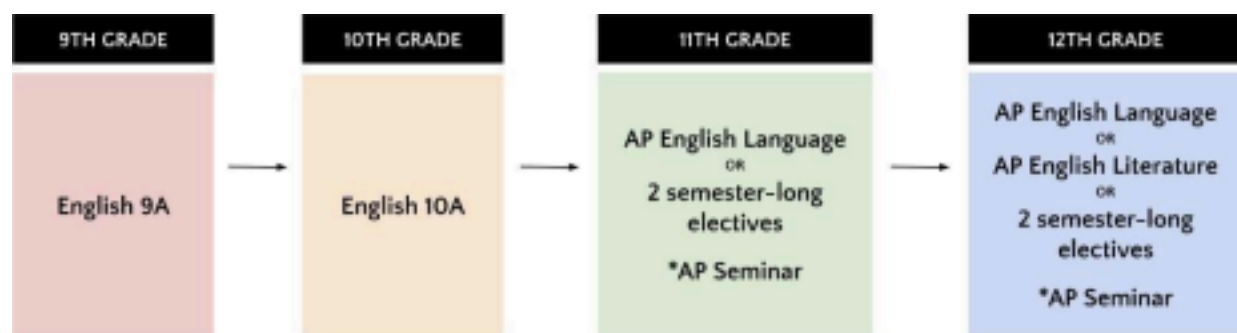 9TH GRADE
English 9A
10TH GRADE
English 10A
11TH GRADE
AP English Language
OR
2 semester-long
electives
*AP Seminar
12TH GRADE
AP English Language
OR
AP English Literature
OR
2 semester-long
electives
*AP Seminar